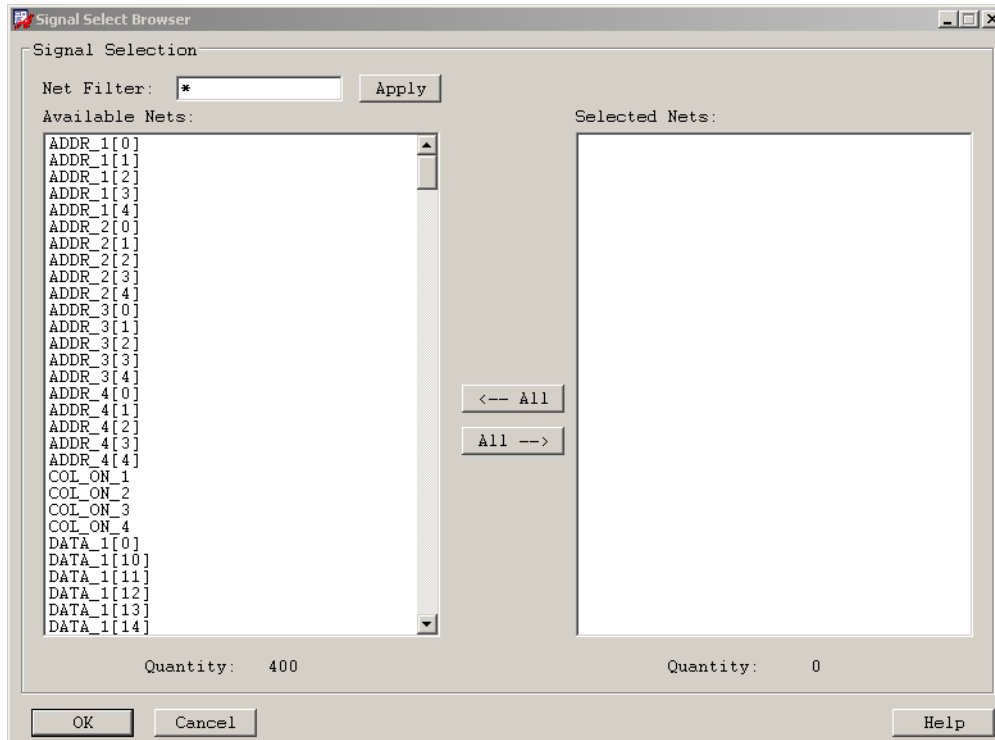 Signal Select Browser
Signal Selection
Net Filter: * Apply
Available Nets: Selected Nets:
ADDR_1[0]
ADDR_1[1]
ADDR_1[2]
ADDR_1[3]
ADDR_1[4]
ADDR_2[0]
ADDR_2[1]
ADDR_2[2]
ADDR_2[3]
ADDR_2[4]
ADDR_3[0]
ADDR_3[1]
ADDR_3[2]
ADDR_3[3]
ADDR_3[4]
ADDR_4[0]
ADDR_4[1]
ADDR_4[2]
ADDR_4[3]
ADDR_4[4]
COL_ON_1
COL_ON_2
COL_ON_3
COL_ON_4
DATA_1[0]
DATA_1[10]
DATA_1[11]
DATA_1[12]
DATA_1[13]
DATA_1[14]
<-- All
All -->
Quantity: 400 Quantity: 0
OK Cancel Help